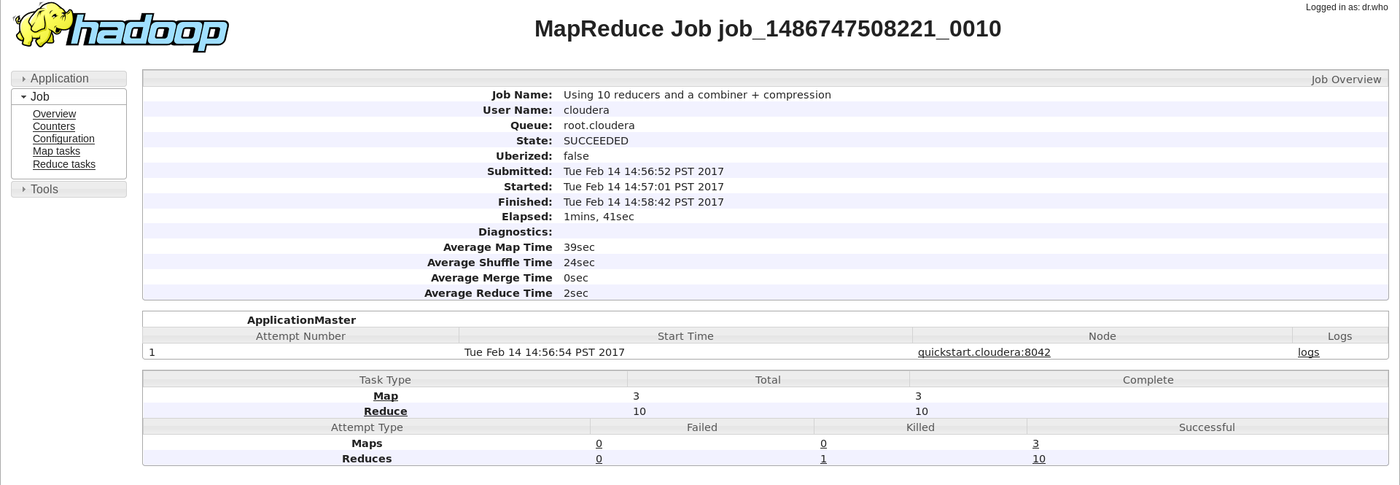 Logged in as: dr.who
hadoop
MapReduce Job job_1486747508221_0010
Application
Job
Overview
Counters
Configuration
Map tasks
Reduce tasks
Tools
Job Overview
Job Name: Using 10 reducers and a combiner + compression
User Name: cloudera
Queue: root.cloudera
State: SUCCEEDED
Uberized: false
Submitted: Tue Feb 14 14:56:52 PST 2017
Started: Tue Feb 14 14:57:01 PST 2017
Finished: Tue Feb 14 14:58:42 PST 2017
Elapsed: 1mins, 41sec
Diagnostics:
Average Map Time 39sec
Average Shuffle Time 24sec
Average Merge Time 0sec
Average Reduce Time 2sec
ApplicationMaster
Attempt Number Start Time Node Logs
1 Tue Feb 14 14:56:54 PST 2017 quickstart.cloudera:8042 logs
Task Type Total Complete
Map 3 3
Reduce 10 10
Attempt Type Failed Killed Successful
Maps 0 0 3
Reduces 0 1 10